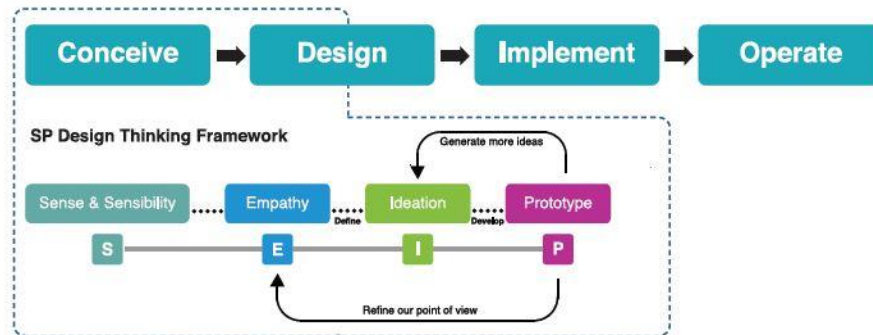 Conceive
Design
Implement
Operate
SP Design Thinking Framework
Generate more ideas
Sense & Sensibility
Empathy
Define
Ideation
Develop
Prototype
S
E
I
P
Refine our point of view